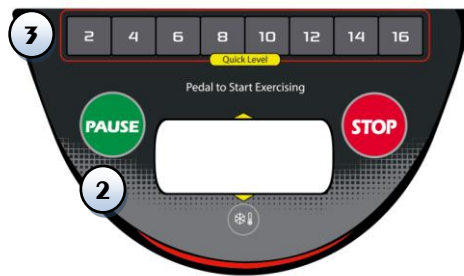 3
2 4 6 8 10 12 14 16
Quick Level
Pedal to Start Exercising
PAUSE
STOP
2